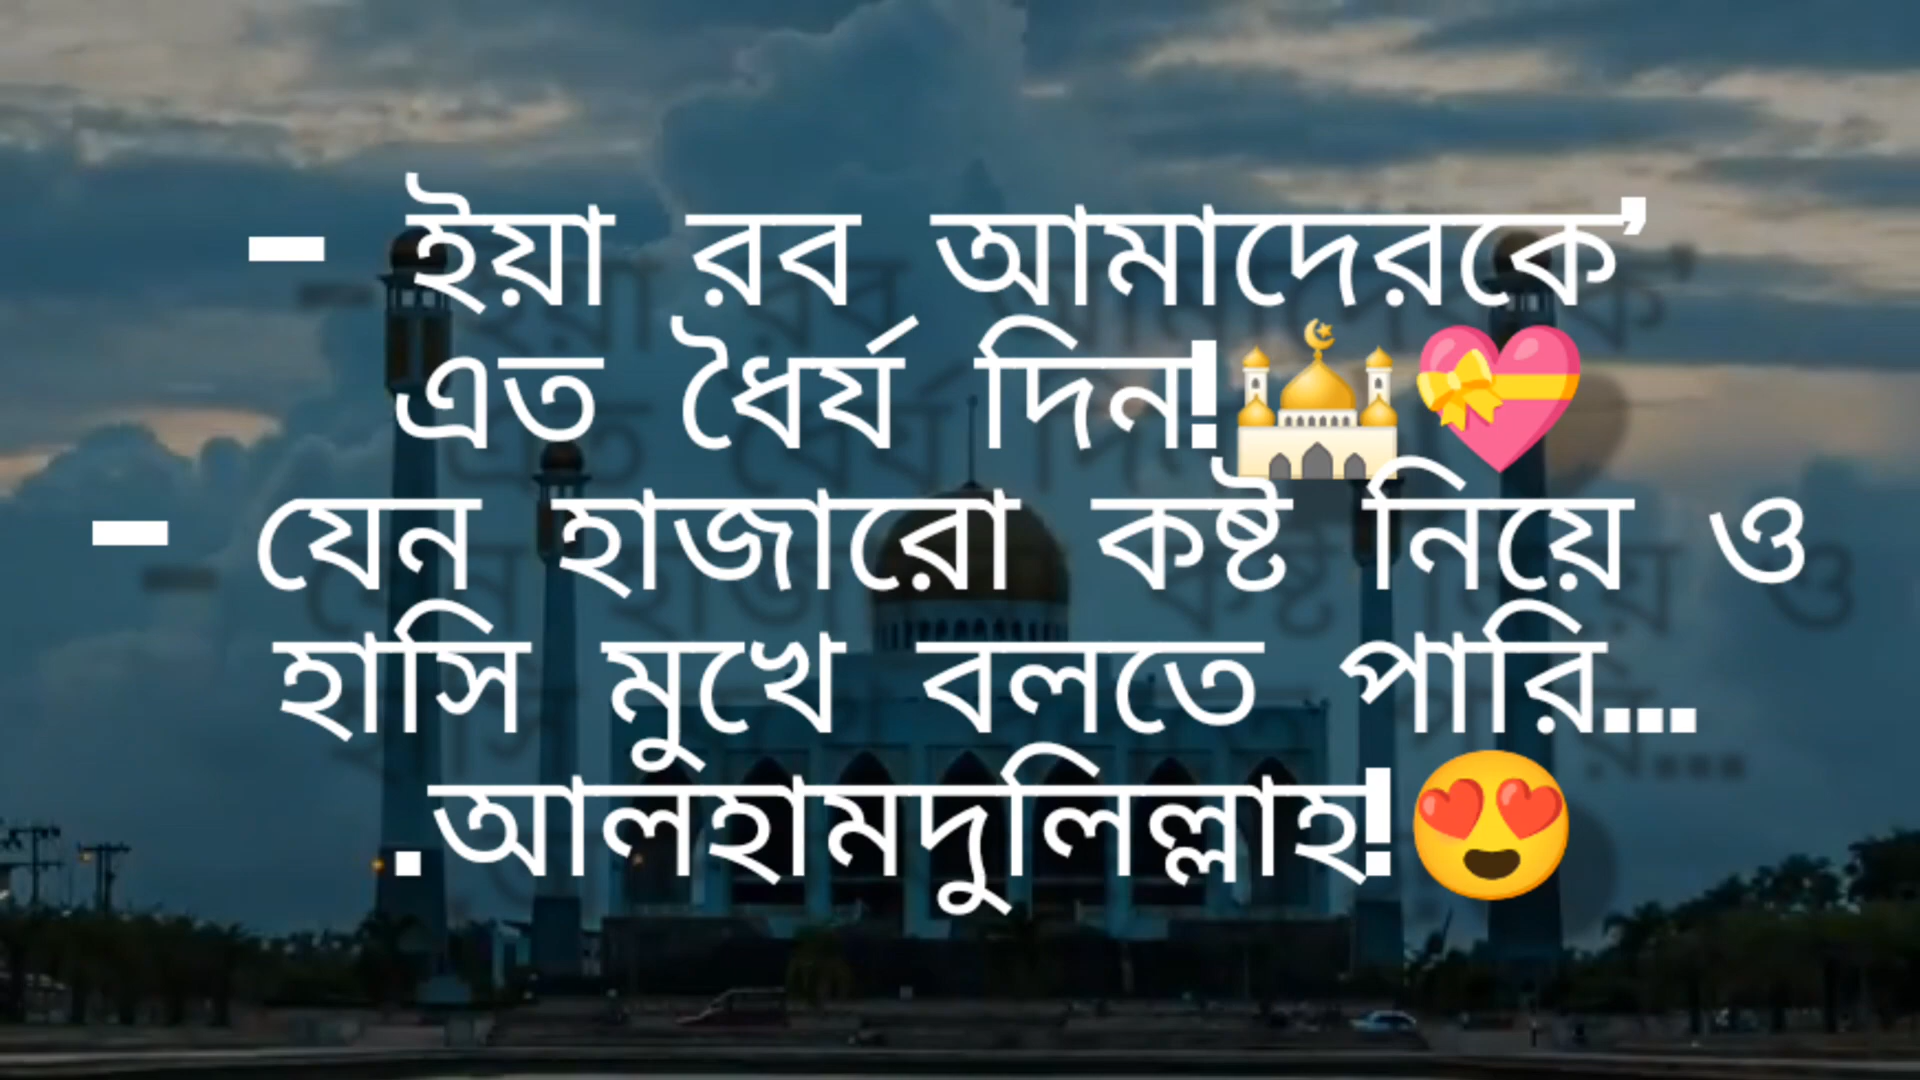 - ইয়া রব আমাদেরকে’
এত ধৈর্য দিন!🕌💝
- যেন হাজারো কষ্ট নিয়ে ও
হাসি মুখে বলতে পারি...
.আলহামদুলিল্লাহ!😍